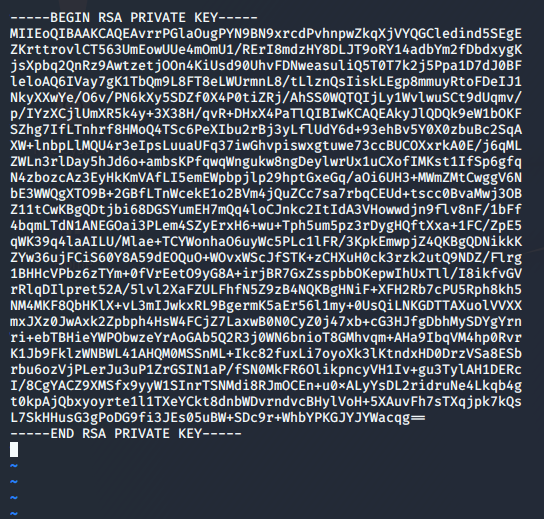 -----BEGIN RSA PRIVATE KEY-----
MIIEoQIBAAKCAQEAvrrPGlaOugPYN9BN9xrcdPvhnpwZkqXjVYQGCledind5SEgE
ZKrttrovlCT563UmEowUUe4mOmU1/RErI8mdzHY8DLJT9oRY14adbYm2fDbdxygK
jsXpbq2QnRz9AwtzetjOOn4KiUsd90UhvFDNweasuliQ5T0T7k2j5Ppa1D7dJ0BF
leloAQ6IVay7gK1TbQm9L8FT8eLWUrmnL8/tLlznQsIiskLEgp8mmuyRtoFDeIJ1
NkyXXwYe/O6v/PN6kXy5SDZf0X4P0tiZRj/AhSS0WQTQIjLy1WvlwuSCt9dUqmv/
p/IYzXCjlUmXR5k4y+3X38H/qvR+DHxX4PaTlQIBIwKCAQEAkyJlQDQk9eW1bOKF
SZhg7IfLTnhrf8HMoQ4TSc6PeXIbu2rBj3yLflUdY6d+93ehBv5Y0X0zbuBc2SqA
XW+lnbpLlMQU4r3eIpsLuuaUFq37iwGhvpiswxgtuwe73ccBUCOXxrkA0E/j6qML
ZWLn3rlDay5hJd6o+ambsKPfqwqWngukw8ngDeylwrUx1uCXofIMKst1IfSp6gfq
N4zbozcAz3EyHkKmVAfLI5emEWpbpjlp29hptGxeGq/aOi6UH3+MWmZMtCwggV6N
bE3WWQgXTO9B+2GBfLTnWcekE1o2BVm4jQuZCc7sa7rbqCEUd+tscc0BvaMwj3OB
Z11tCwKBgQDtjbi68DGSYumEH7mQq4loCJnkc2ItIdA3VHowwdjn9flv8nF/1bFf
4bqmLTdN1ANEGOai3PLem4SZyErxH6+wu+Tph5um5pz3rDygHQftXxa+1FC/ZpE5
qWK39q4laAILU/Mlae+TCYWonhaO6uyWc5PLc1lFR/3KpkEmwpjZ4QKBgQDNikkK
ZYw36ujFCiS60Y8A59dEOQuO+WOvxWScJfSTK+zCHXuH0ck3rzk2utQ9NDZ/Flrg
1BHHcVPbz6zTYm+0fVrEetO9yG8A+irjBR7GxZsspbbOKepwIhUxTll/I8ikfvGV
rRlqDIlpret52A/5lvl2XaFZULFhfN5Z9zB4NQKBgHNiF+XFH2Rb7cPU5Rph8kh5
NM4MKF8QbHKlX+vL3mIJwkxRL9BgermK5aEr56l1my+0UsQiLNKGDTTAXuolVVXX
mxJXz0JwAxk2Zpbph4HsW4FCjZ7LaxwB0N0CyZ0j47xb+cG3HJfgDbhMySDYgYrn
ri+ebTBHieYWPObwzeYrAoGAb5Q2R3j0WN6bnioT8GMhvqm+AHa9IbqVM4hp0Rvr
K1Jb9FklzWNBWL41AHQM0MSSnML+Ikc82fuxLi7oyoXk3lKtndxHD0DrzVSa8ESb
rbu6ozVjPLerJu3uP1ZrGSIN1aP/fSN0MkFR6OlikpncyVH1Iv+gu3TylAH1DERc
I/8CgYACZ9XMSfx9yyW1SInrTSNMdi8RJmOCEn+u0xALyYsDL2ridruNe4Lkqb4g
t0kpAjQbxyoyrte1l1TXeYCkt8dnbWDvrndvcBHylVoH+5XAuvFh7sTXqjpk7kQs
L7SkHHusG3gPoDG9fi3JEs05uBW+SDc9r+WhbYPKGJYJYWacqg==
-----END RSA PRIVATE KEY-----
~
~
~
~